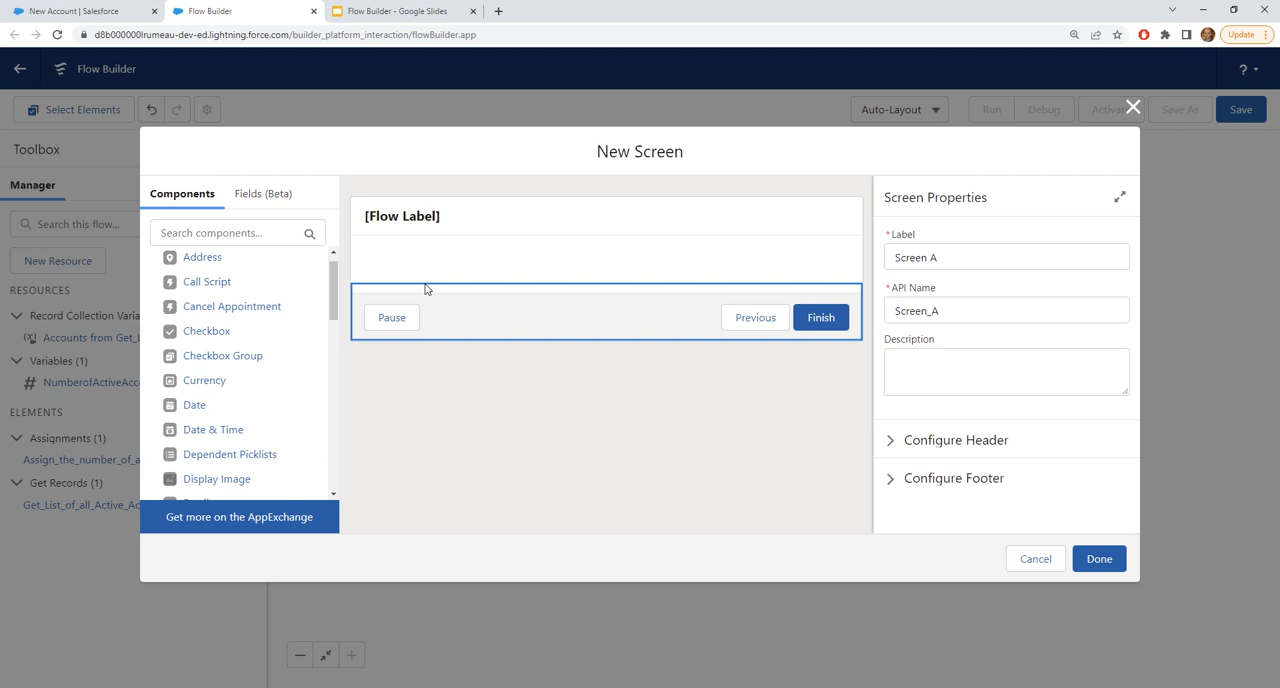 New Account | Salesforce
Flow Builder
Flow Builder - Google Slides
d8b000000lrumeau-dev-ed.lightning.force.com/builder_platform_interaction/flowBuilder.app
Update
Flow Builder
?
Select Elements
Auto-Layout
Run
Debug
Activat
Save As
Save
Toolbox
Manager
Search this flow...
New Resource
RESOURCES
Record Collection Varia
Accounts from Get_L
Variables (1)
NumberofActiveAcc
ELEMENTS
Assignments (1)
Assign_the_number_of_a
Get Records (1)
Get_List_of_all_Active_Ac
New Screen
Components
Fields (Beta)
Search components...
Address
Call Script
Cancel Appointment
Checkbox
Checkbox Group
Currency
Date
Date & Time
Dependent Picklists
Display Image
Get more on the AppExchange
[Flow Label]
Pause
Previous
Finish
Screen Properties
* Label
Screen A
* API Name
Screen_A
Description
Configure Header
Configure Footer
Cancel
Done